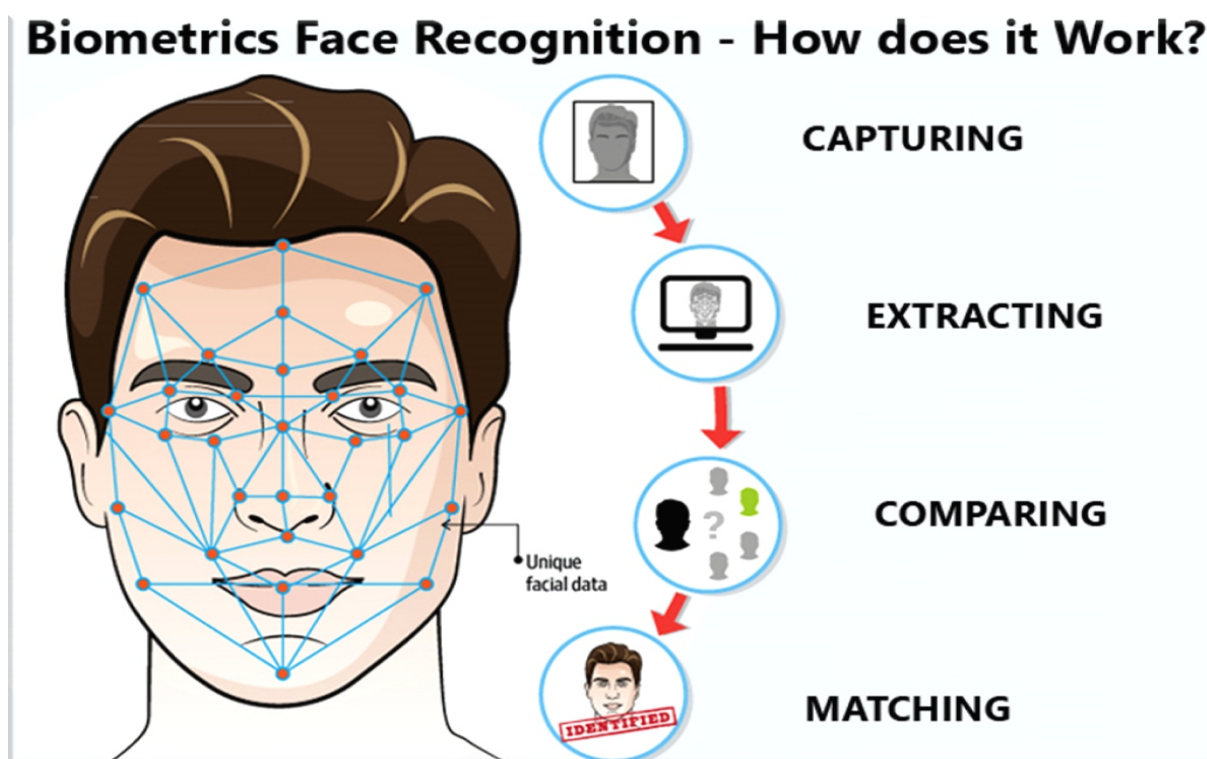 Biometrics Face Recognition - How does it Work?
CAPTURING
EXTRACTING
COMPARING
?
Unique
facial data
IDENTIFIED
MATCHING